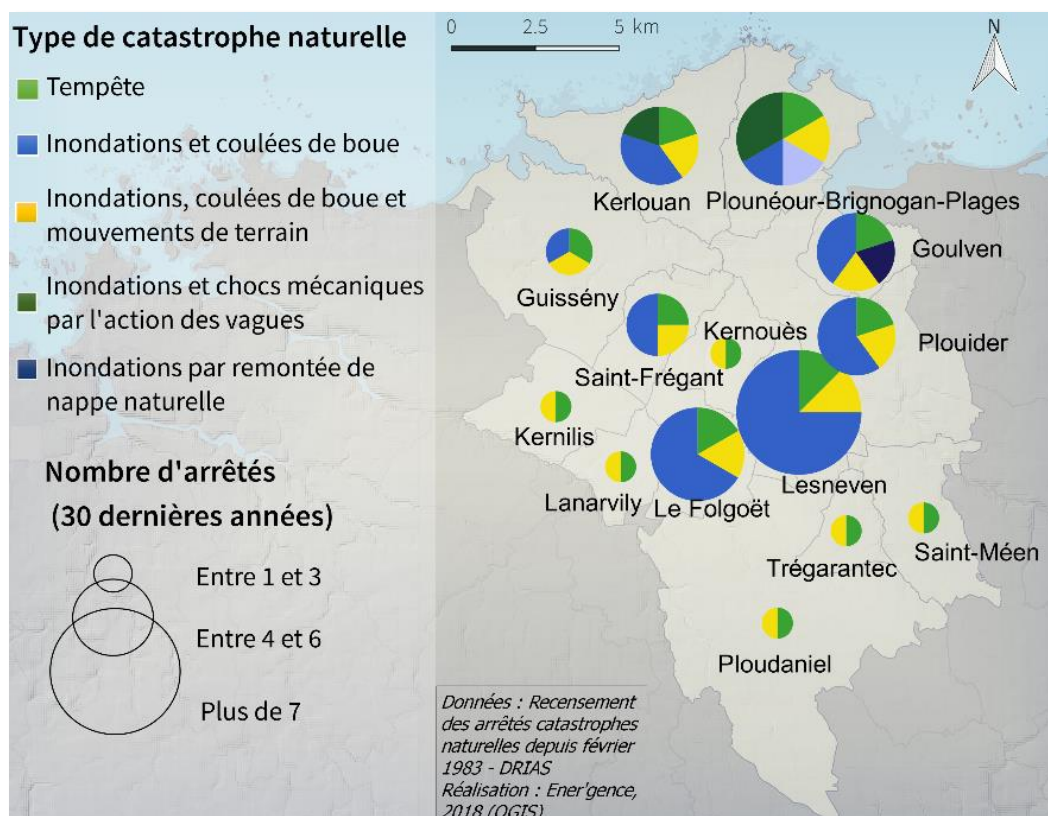 Type de catastrophe naturelle
Tempête
Inondations et coulées de boue
Inondations, coulées de boue et
mouvements de terrain
Inondations et chocs mécaniques
par l'action des vagues
Inondations par remontée de
nappe naturelle
Nombre d'arrêtés
(30 dernières années)
Entre 1 et 3
Entre 4 et 6
Plus de 7
0 2.5 5 km
N
Kerlouan
Plounéour-Brignogan-Plages
Goulven
Guissény
Kernouès
Plouider
Saint-Frégant
Kernilis
Lesneven
Lanarvily
Le Folgoët
Saint-Méen
Trégarantec
Ploudaniel
Données : Recensement
des arrêtés catastrophes
naturelles depuis février
1983 - DRIAS
Réalisation : Ener'gence,
2018 (QGIS)